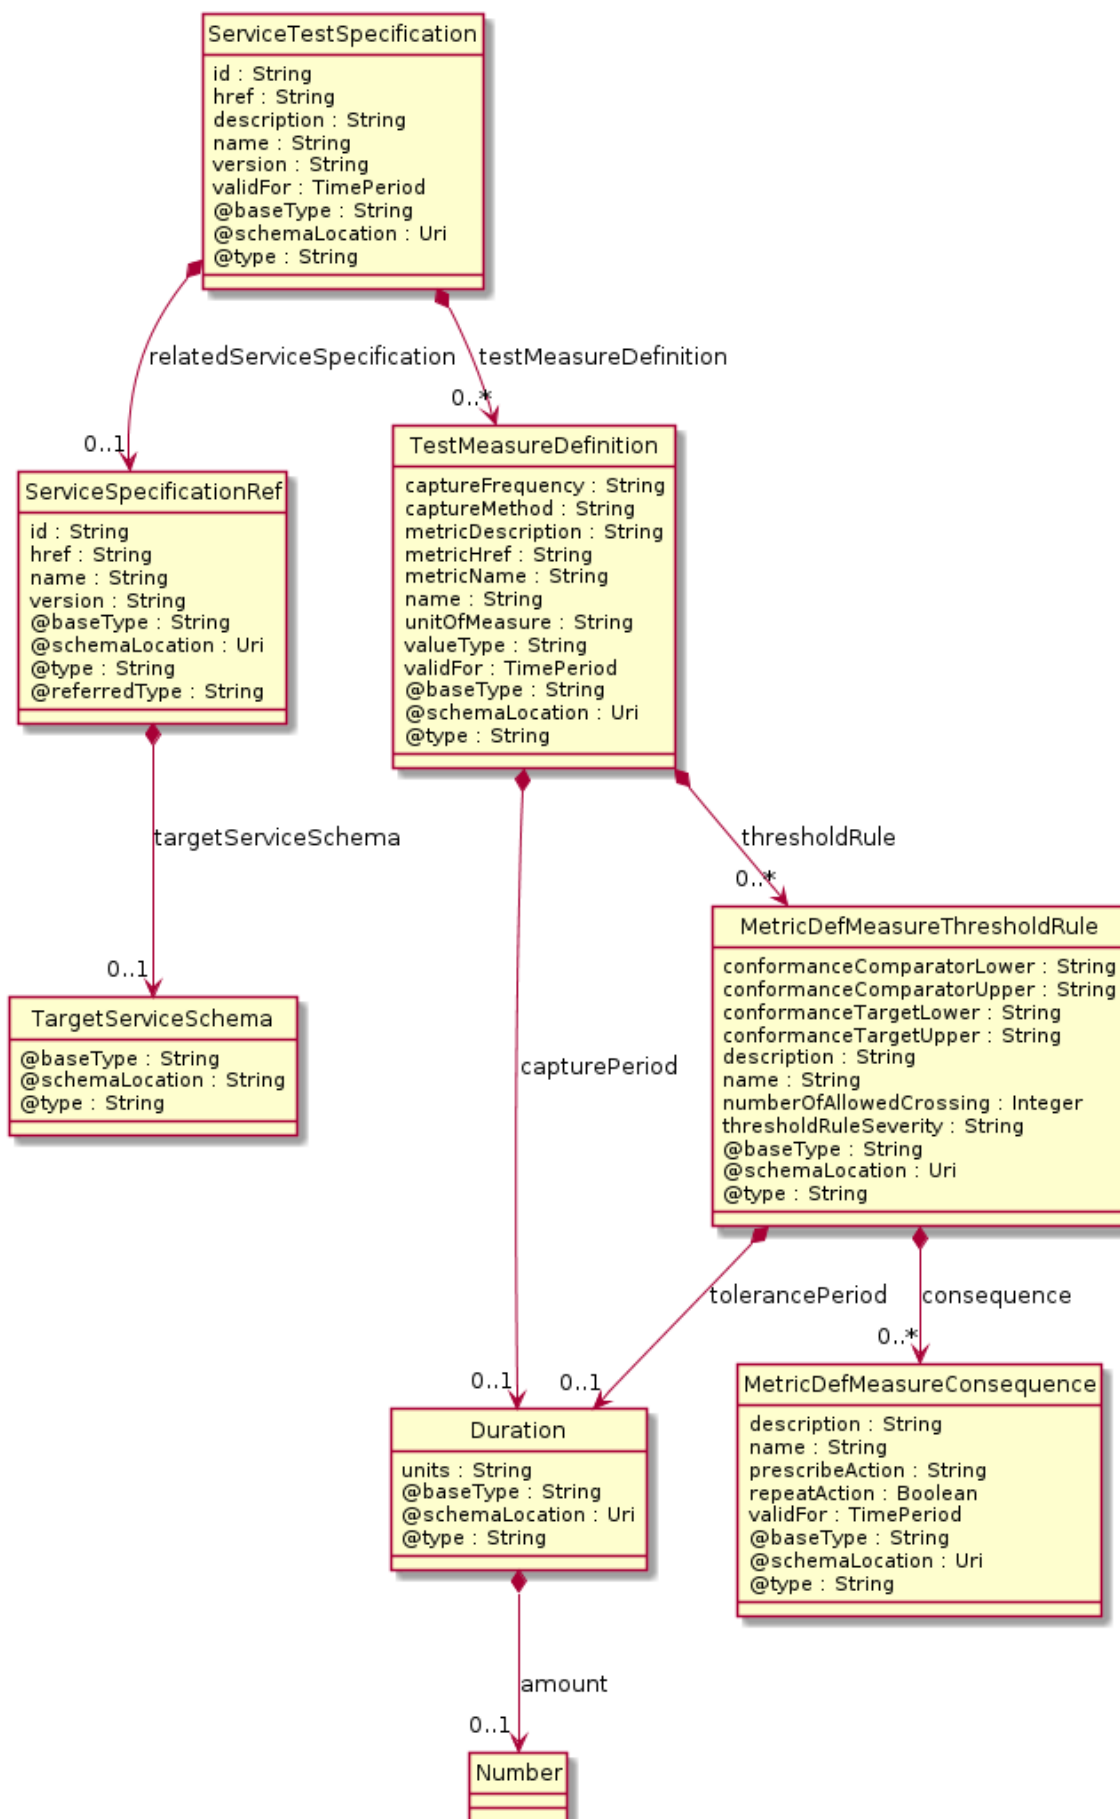 ServiceTestSpecification
id : String
href : String
description : String
name : String
version : String
validFor : TimePeriod
@baseType : String
@schemaLocation : Uri
@type : String
relatedServiceSpecification
testMeasureDefinition
0..1
0..*
ServiceSpecificationRef
id : String
href : String
name : String
version : String
@baseType : String
@schemaLocation : Uri
@type : String
@referredType : String
TestMeasureDefinition
captureFrequency : String
captureMethod : String
metricDescription : String
metricHref : String
metricName : String
name : String
unitOfMeasure : String
valueType : String
validFor : TimePeriod
@baseType : String
@schemaLocation : Uri
@type : String
targetServiceSchema
0..1
thresholdRule
0..*
TargetServiceSchema
@baseType : String
@schemaLocation : String
@type : String
capturePeriod
0..1
MetricDefMeasureThresholdRule
conformanceComparatorLower : String
conformanceComparatorUpper : String
conformanceTargetLower : String
conformanceTargetUpper : String
description : String
name : String
numberOfAllowedCrossing : Integer
thresholdRuleSeverity : String
@baseType : String
@schemaLocation : Uri
@type : String
tolerancePeriod
0..1
consequence
0..*
Duration
units : String
@baseType : String
@schemaLocation : Uri
@type : String
MetricDefMeasureConsequence
description : String
name : String
prescribeAction : String
repeatAction : Boolean
validFor : TimePeriod
@baseType : String
@schemaLocation : Uri
@type : String
amount
0..1
Number